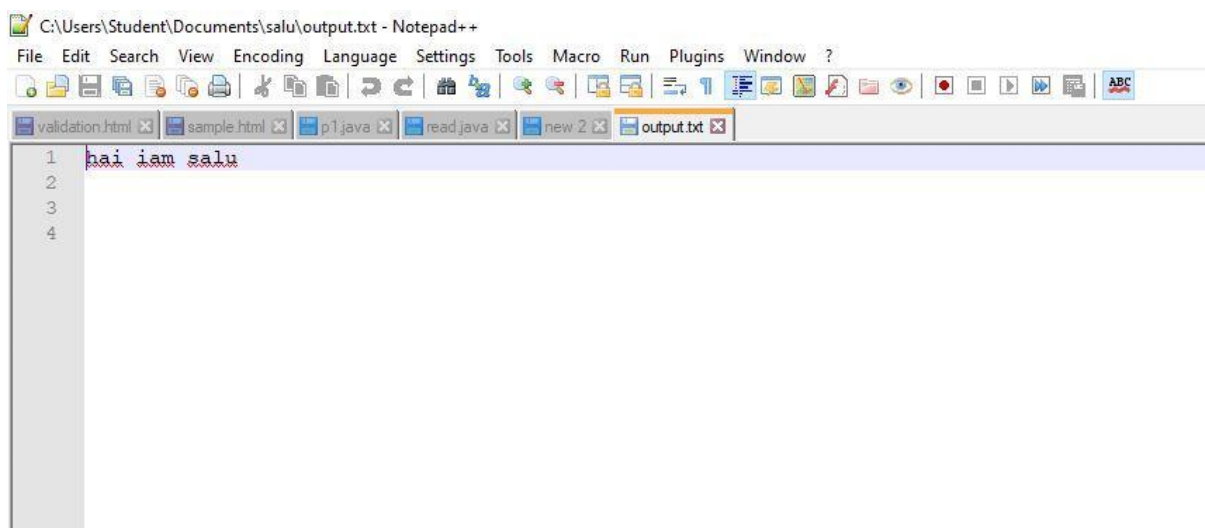 C:\Users\Student\Documents\salu\output.txt - Notepad++
File Edit Search View Encoding Language Settings Tools Macro Run Plugins Window ?
ABC
validation.html sample.html p1.java read.java new 2 output.txt
1 hai iam salu
2
3
4